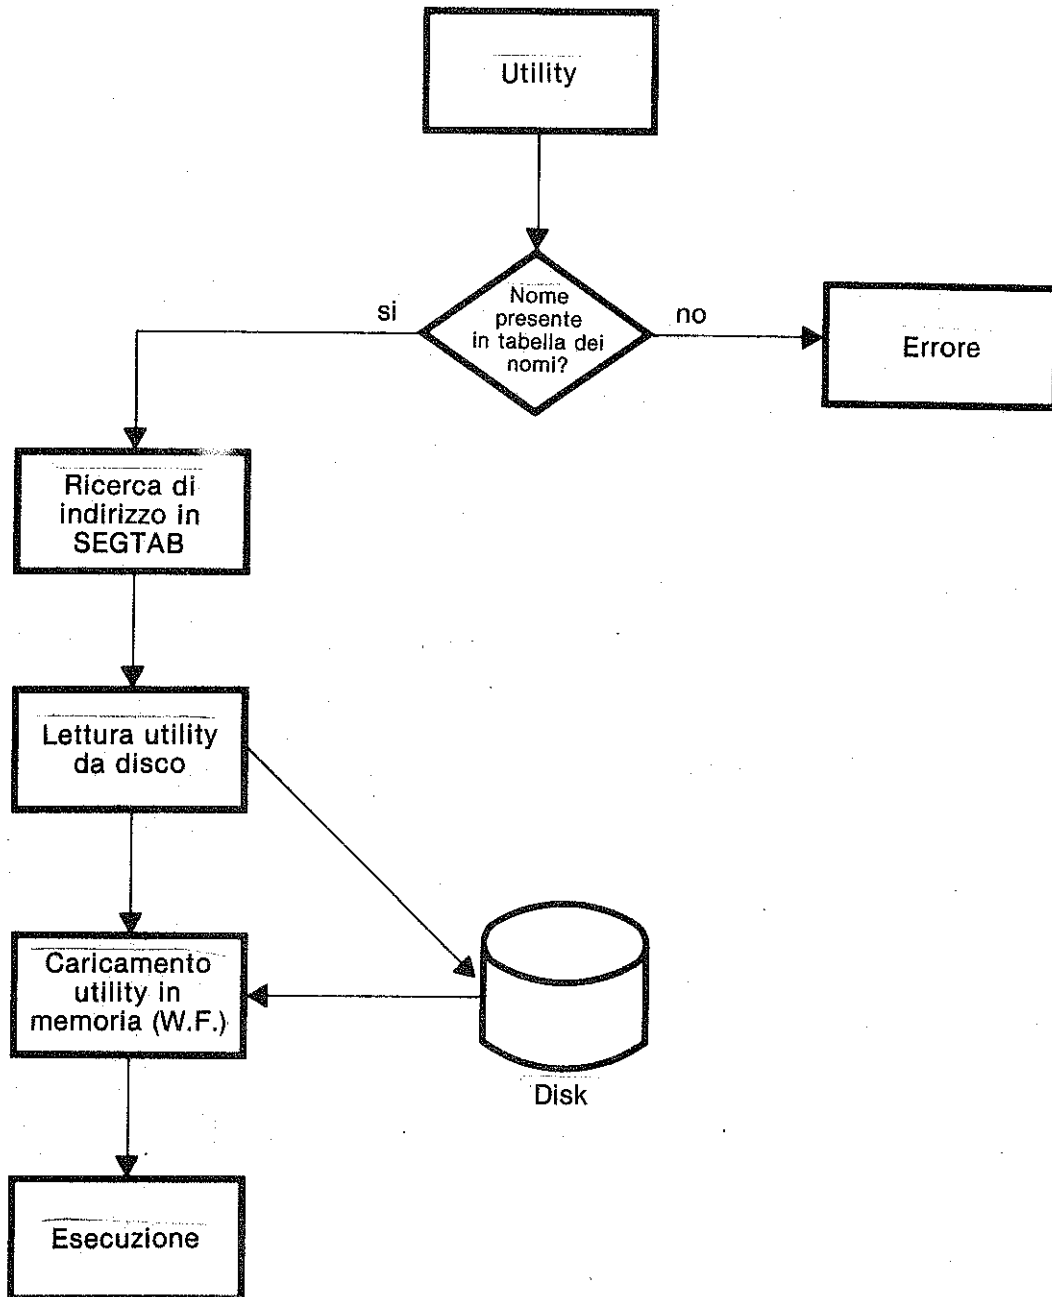 Utility
Nome
presente
in tabella dei
nomi?
si
no
Errore
Ricerca di
indirizzo in
SEGTAB
Lettura utility
da disco
Caricamento
utility in
memoria (W.F.)
Disk
Esecuzione